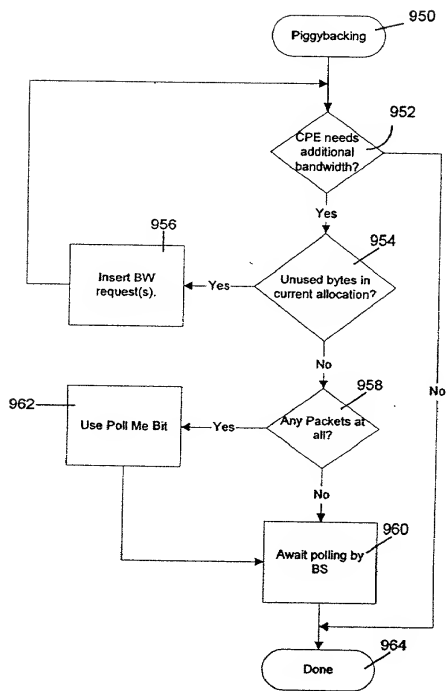 Piggybacking
950
CPE needs
additional
bandwidth?
952
Yes
956
954
Insert BW
request(s).
Yes
Unused bytes in
current allocation?
No
958
No
962
Use Poll Me Bit
Yes
Any Packets at
all?
No
Await polling by
BS
960
964
Done